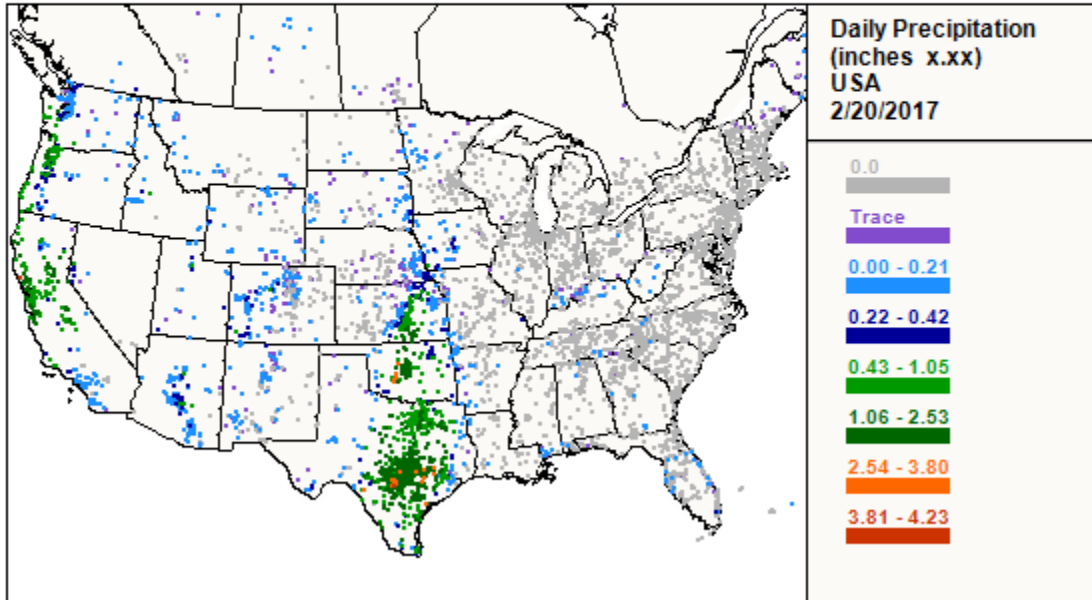 Daily Precipitation
(inches x.xx)
USA
2/20/2017
0.0
Trace
0.00 - 0.21
0.22 - 0.42
0.43 - 1.05
1.06 - 2.53
2.54 - 3.80
3.81 - 4.23